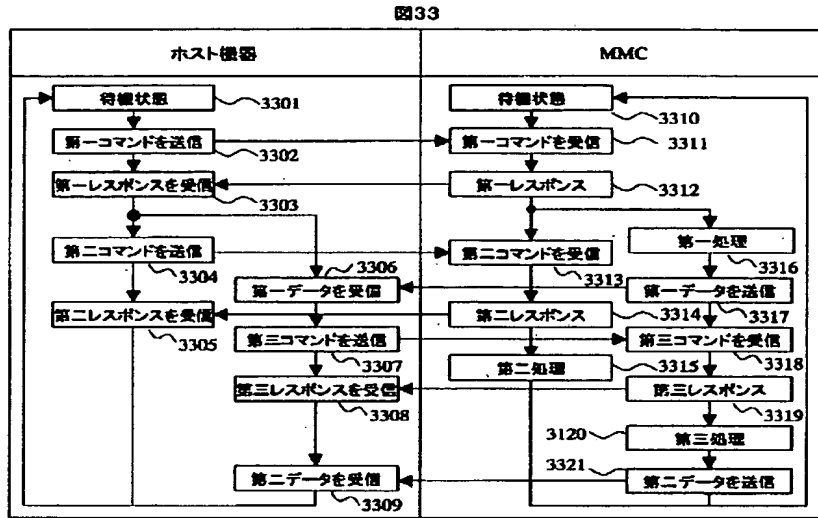 図33
ホスト機器
MMC
待機状態
3301
待機状態
3310
第一コマンドを送信
3302
第一コマンドを受信
3311
第一レスポンスを受信
3303
第一レスポンス
3312
第二コマンドを送信
3304
第二コマンドを受信
3313
第一処理
3316
3306
第一データを受信
第一データを送信
3317
第二レスポンスを受信
3305
第二レスポンス
3314
第三コマンドを送信
3307
第三コマンドを受信
3318
第二処理
3315
第三レスポンスを受信
3308
第三レスポンス
3319
3120
第三処理
3321
第二データを受信
3309
第二データを送信